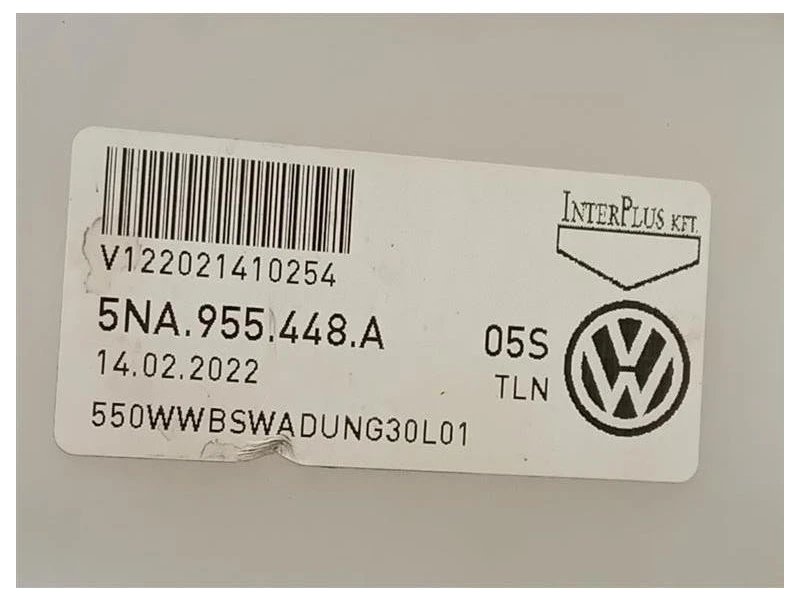 INTERPLUS KFT.
V122021410254
5NA.955.448.A
05S
14.02.2022
TLN
550WWBSWADUNG30L01